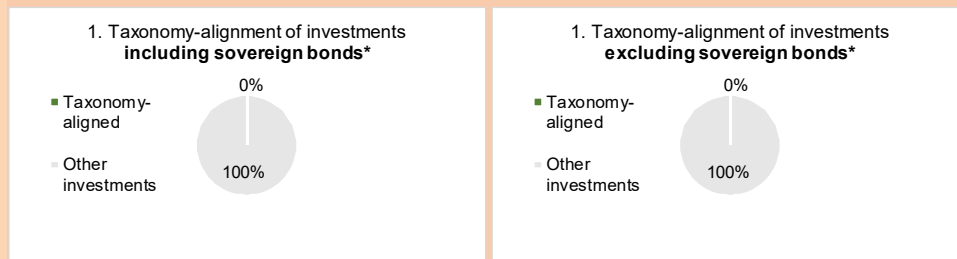 1. Taxonomy-alignment of investments
including sovereign bonds*
0%
Taxonomy-
aligned
Other
investments
100%
1. Taxonomy-alignment of investments
excluding sovereign bonds*
0%
Taxonomy-
aligned
Other
investments
100%